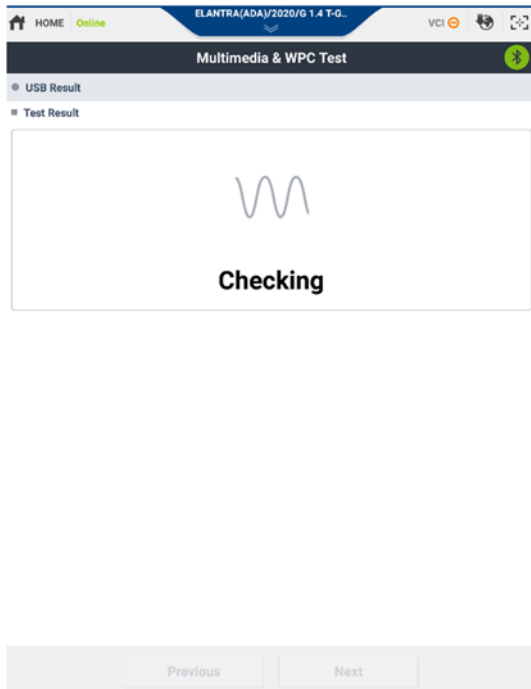 ELANTRA(ADA)/2020/G 1.4 T-G..
HOME Online
VCI
Multimedia & WPC Test
USB Result
Test Result
Checking
Previous Next